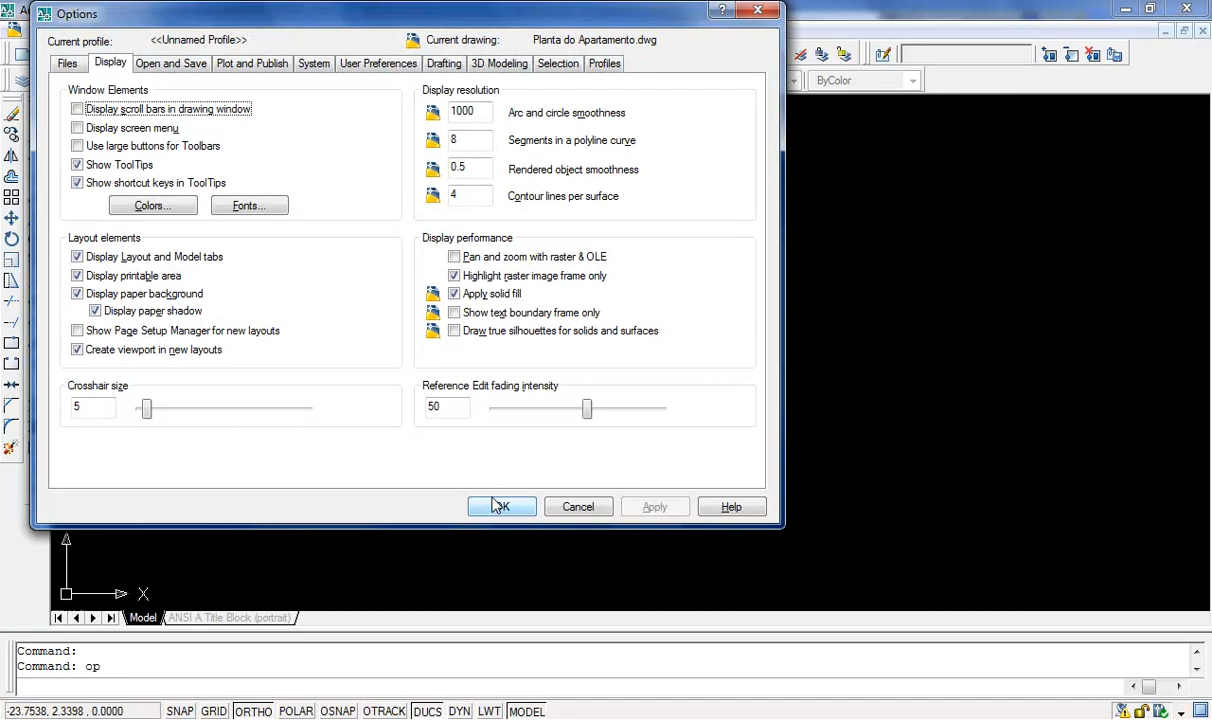 Options
Current profile: <<Unnamed Profile>> Current drawing: Planta do Apartamento.dwg
Files Display Open and Save Plot and Publish System User Preferences Drafting 3D Modeling Selection Profiles
Window Elements
Display scroll bars in drawing window
Display screen menu
Use large buttons for Toolbars
Show ToolTips
Show shortcut keys in ToolTips
Colors... Fonts...
Display resolution
1000 Arc and circle smoothness
8 Segments in a polyline curve
0.5 Rendered object smoothness
4 Contour lines per surface
Layout elements
Display Layout and Model tabs
Display printable area
Display paper background
Display paper shadow
Show Page Setup Manager for new layouts
Create viewport in new layouts
Display performance
Pan and zoom with raster & OLE
Highlight raster image frame only
Apply solid fill
Show text boundary frame only
Draw true silhouettes for solids and surfaces
Crosshair size
5
Reference Edit fading intensity
50
OK Cancel Apply Help
ByColor
X
Model ANSI A Title Block (portrait)
Command:
Command: op
-23.7538, 2.3398, 0.0000 SNAP GRID ORTHO POLAR OSNAP OTRACK DUCS DYN LWT MODEL